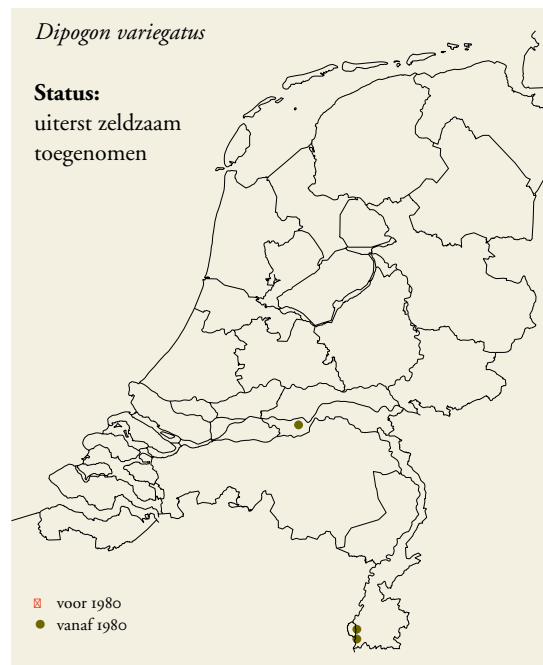 Dipogon variegatus
Status:
uiterst zeldzaam
toegenomen
voor 1980
vanaf 1980